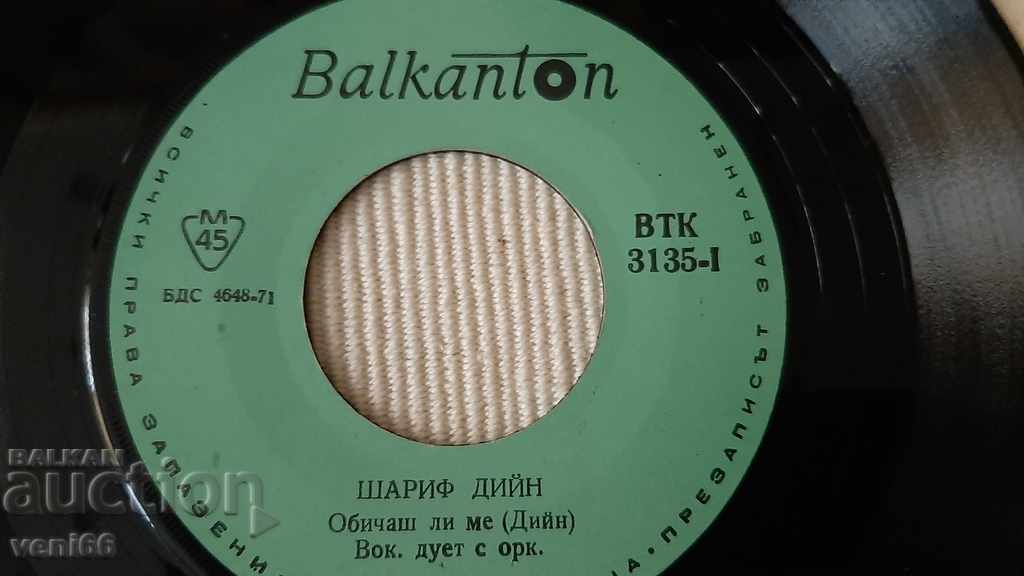 Balkanton
ВСИЧКИ ПРАВА ЗАПАЗЕНИ
ПРЕЗАПИСЪТ ЗАБРАНЕН
М
45
БДС 4648-71
ВТК
3135-I
ШАРИФ ДИЙН
Обичаш ли ме (Дийн)
Вок. дует с орк.
BALKAN
auction
veni66